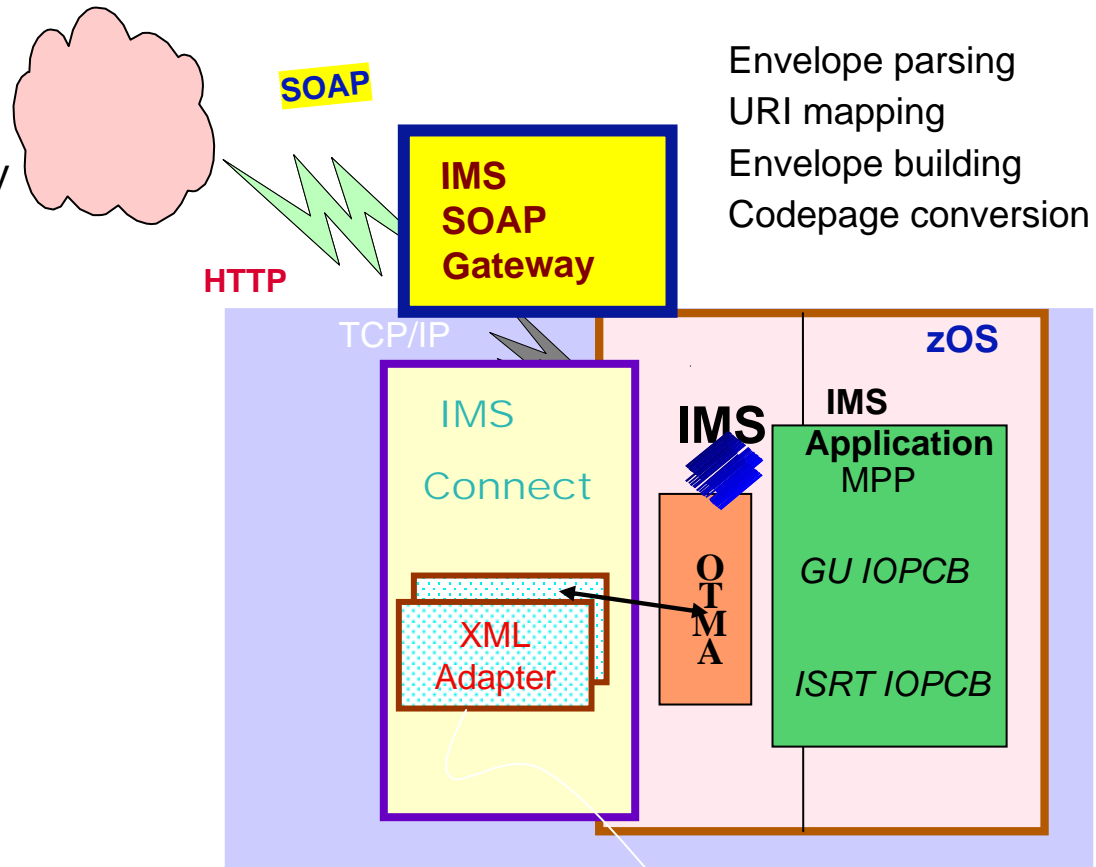 Envelope parsing
URI mapping
Envelope building
Codepage conversion
SOAP
y
IMS
SOAP
Gateway
HTTP
TCP/IP
zOS
IMS
Connect
IMS
IMS
Application
MPP
OTMA
GU IOPCB
ISRT IOPCB
XML
Adapter